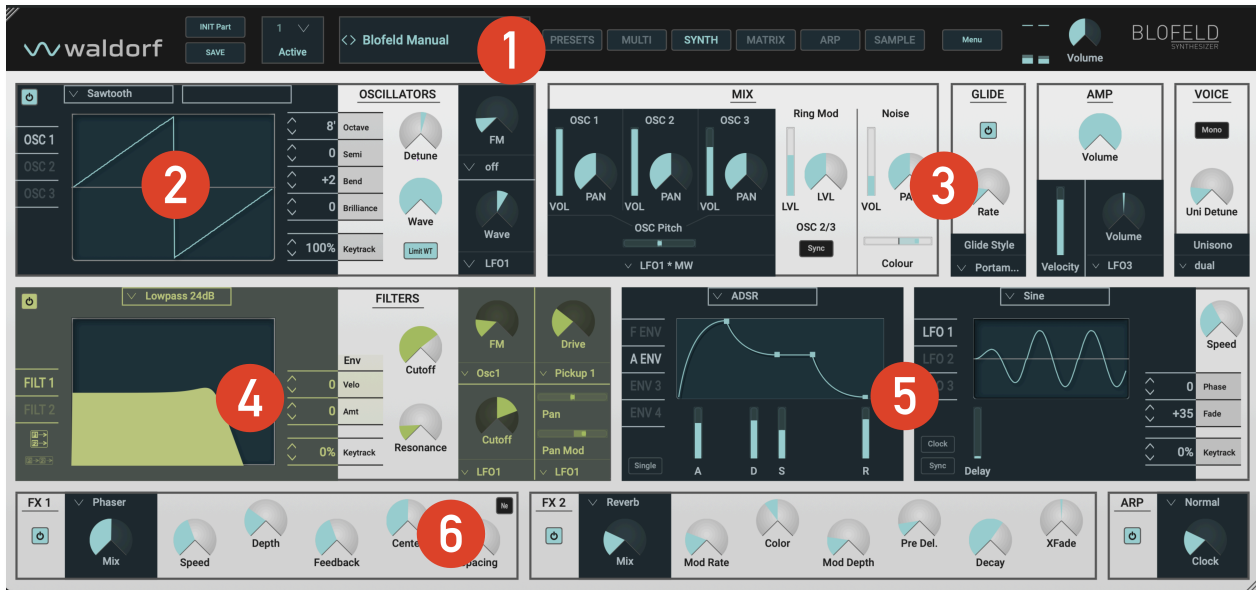 INIT Part
SAVE
waldorf
1
Active
<> Blofeld Manual
1
PRESETS
MULTI
SYNTH
MATRIX
ARP
SAMPLE
Menu
Volume
BLOFELD
SYNTHESIZER
Sawtooth
OSCILLATORS
OSC 1
OSC 2
OSC 3
2
8' Octave
0 Semi
+2 Bend
0 Brilliance
100% Keytrack
Detune
Wave
Limit WT
FM
off
Wave
LFO1
MIX
OSC 1
OSC 2
OSC 3
VOL
PAN
VOL
PAN
VOL
PAN
OSC Pitch
LFO1 * MW
Ring Mod
LVL
LVL
OSC 2/3
Sync
Noise
VOL
Colour
3
GLIDE
Rate
Glide Style
Portam...
AMP
Volume
Velocity
Volume
LFO3
VOICE
Mono
Uni Detune
Unisono
dual
Lowpass 24dB
FILTERS
FILT 1
FILT 2
4
Env
0 Velo
0 Amt
0% Keytrack
Cutoff
Resonance
FM
Osc1
Drive
Pickup 1
Cutoff
LFO1
Pan
Pan Mod
LFO1
ADSR
F ENV
A ENV
ENV 3
ENV 4
Single
A
D
S
R
5
Sine
LFO 1
LFO 2
Clock
Sync
Delay
Speed
0 Phase
+35 Fade
0% Keytrack
FX 1
Phaser
Mix
Speed
Depth
Feedback
6
Ne
FX 2
Reverb
Mix
Mod Rate
Color
Mod Depth
Pre Del.
Decay
XFade
ARP
Normal
Clock